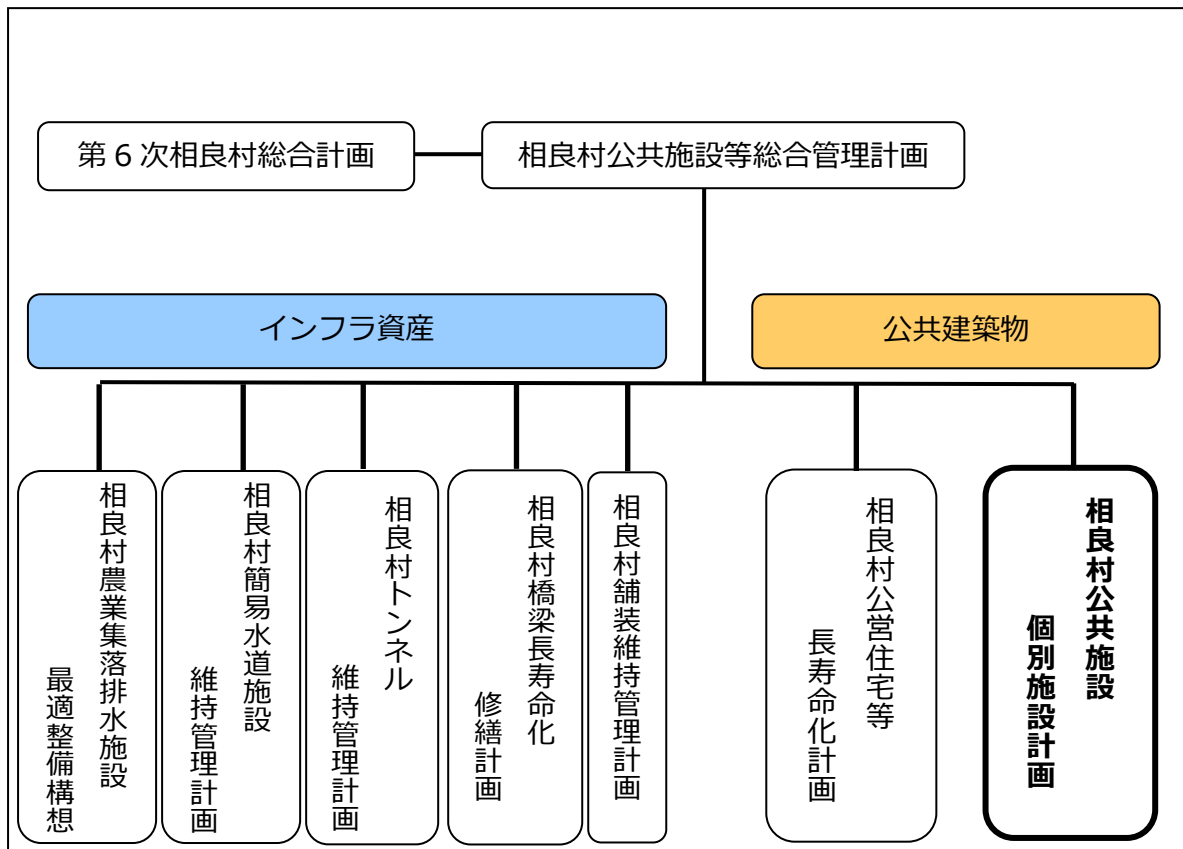 第６次相良村総合計画
相良村公共施設等総合管理計画
インフラ資産
公共建築物
相良村農業集落排水施設
最適整備構想
相良村簡易水道施設
維持管理計画
相良村トンネル
維持管理計画
相良村橋梁長寿命化
修繕計画
相良村舗装維持管理計画
相良村公営住宅等
長寿命化計画
相良村公共施設
個別施設計画